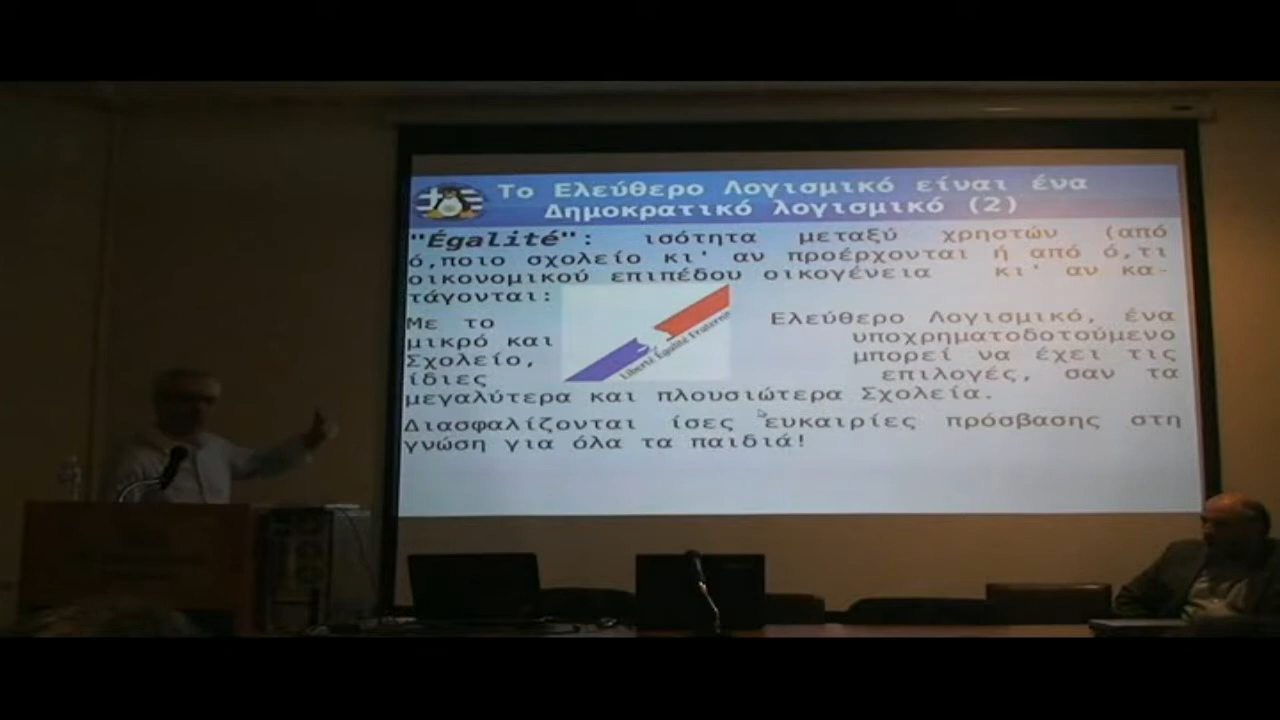 Το Ελεύθερο Λογισμικό είναι ένα
Δημοκρατικό λογισμικό (2)
"Égalité": ισότητα μεταξύ χρηστών (από
ό,ποιο σχολείο κι' αν προέρχονται ή από ό,τι
οικονομικού επιπέδου οικογένεια κι' αν κα-
τάγονται:
Με το Ελεύθερο Λογισμικό, ένα
μικρό και υποχρηματοδοτούμενο
Σχολείο, μπορεί να έχει τις
ίδιες επιλογές, σαν τα
μεγαλύτερα και πλουσιώτερα Σχολεία.
Liberté Égalité Fraternité
Διασφαλίζονται ίσες ευκαιρίες πρόσβασης στη
γνώση για όλα τα παιδιά!